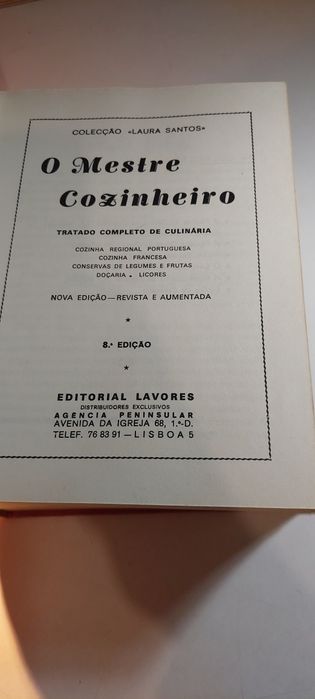 COLECÇÃO «LAURA SANTOS»
O Mestre
Cozinheiro
TRATADO COMPLETO DE CULINÁRIA
COZINHA REGIONAL PORTUGUESA
COZINHA FRANCESA
CONSERVAS DE LEGUMES E FRUTAS
DOÇARIA . LICORES
NOVA EDIÇÃO — REVISTA E AUMENTADA
*
8.ª EDIÇÃO
*
EDITORIAL LAVORES
DISTRIBUIDORES EXCLUSIVOS
AGÊNCIA PENINSULAR
AVENIDA DA IGREJA 68, 1.º-D.
TELEF. 76 83 91 — LISBOA 5